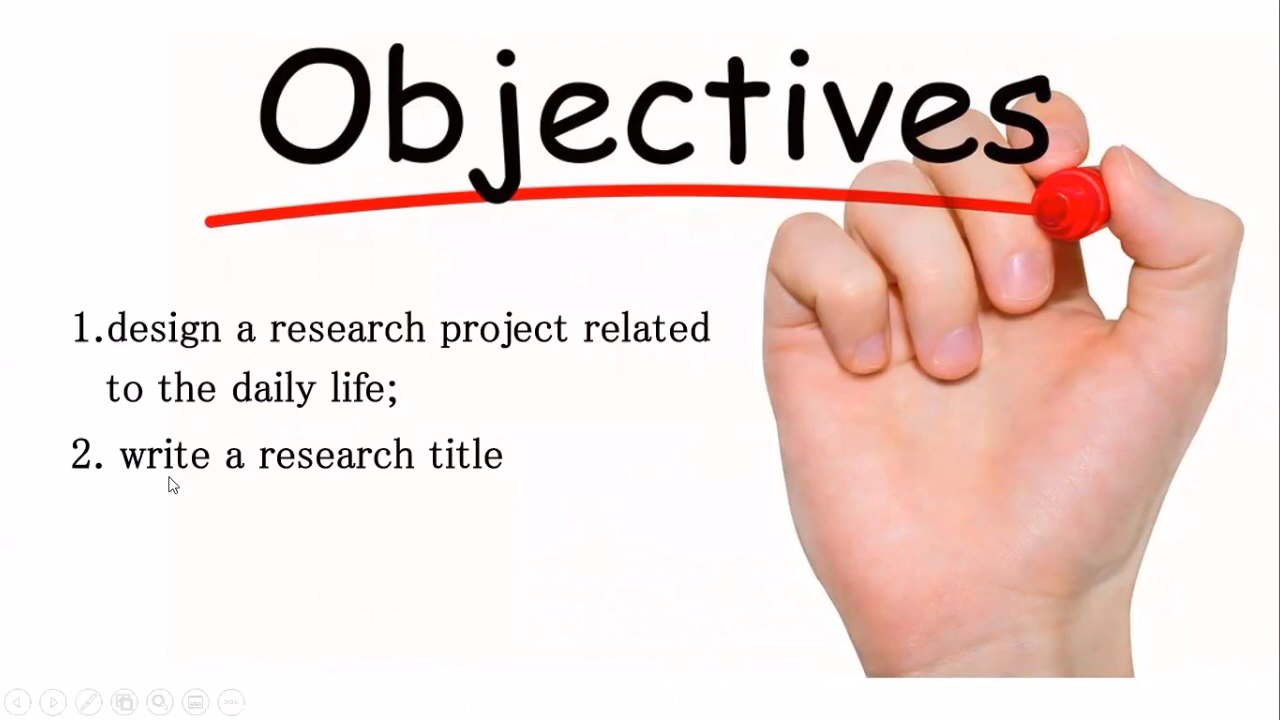 Objectives
1.design a research project related
to the daily life;
2. write a research title